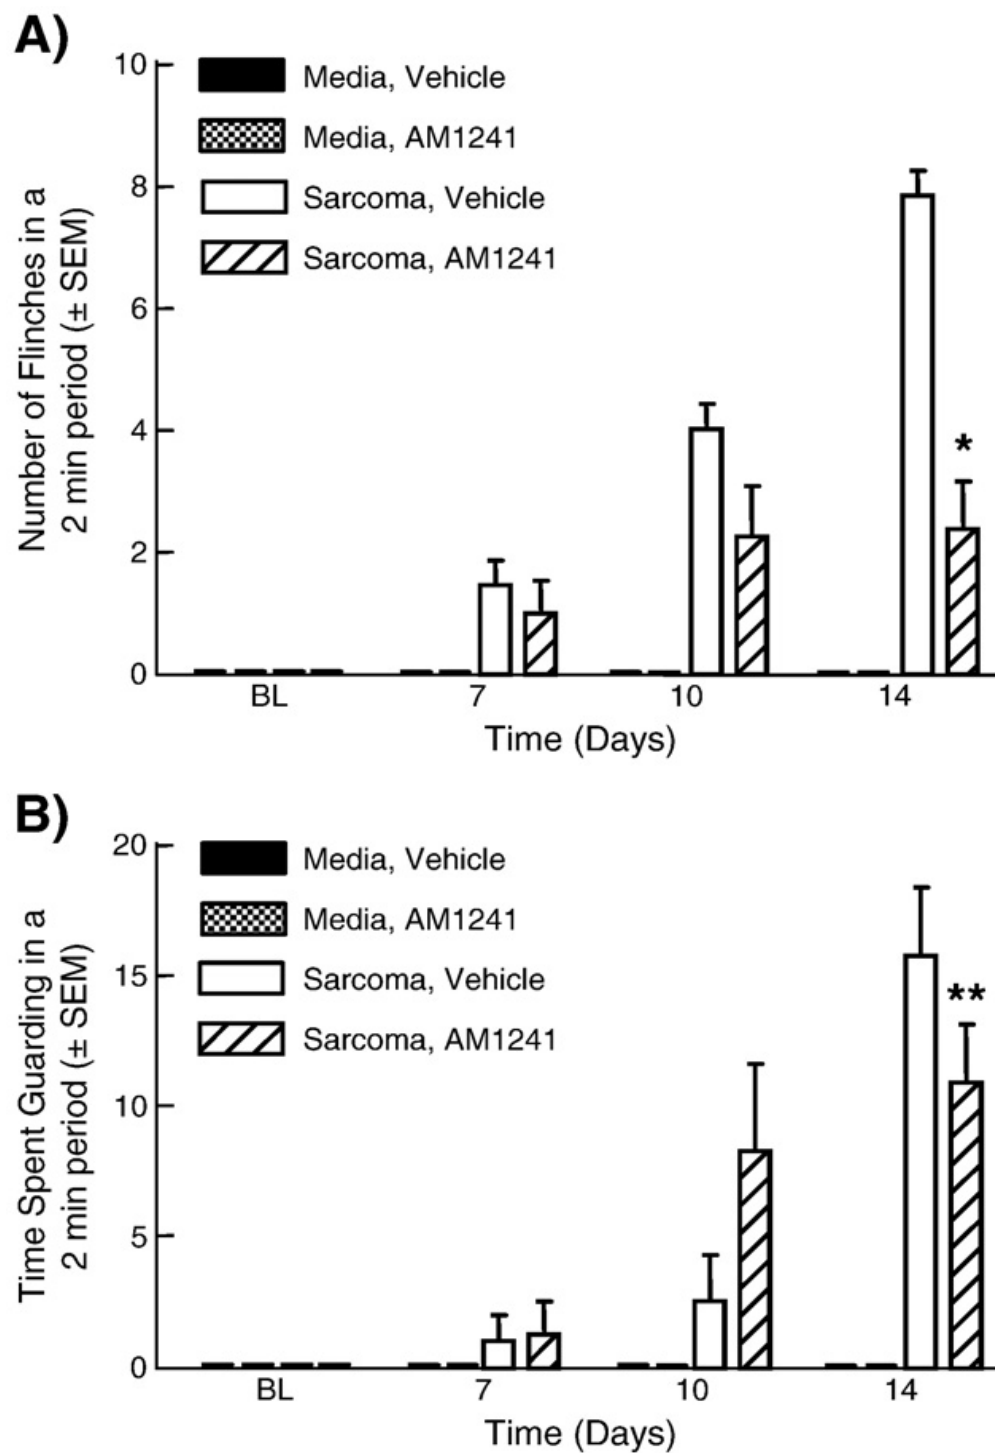 A)
Number of Flinches in a
2 min period (± SEM)
10
8
6
4
2
0
Media, Vehicle
Media, AM1241
Sarcoma, Vehicle
Sarcoma, AM1241
*
BL 7 10 14
Time (Days)
B)
Time Spent Guarding in a
2 min period (± SEM)
20
15
10
5
0
Media, Vehicle
Media, AM1241
Sarcoma, Vehicle
Sarcoma, AM1241
**
BL 7 10 14
Time (Days)